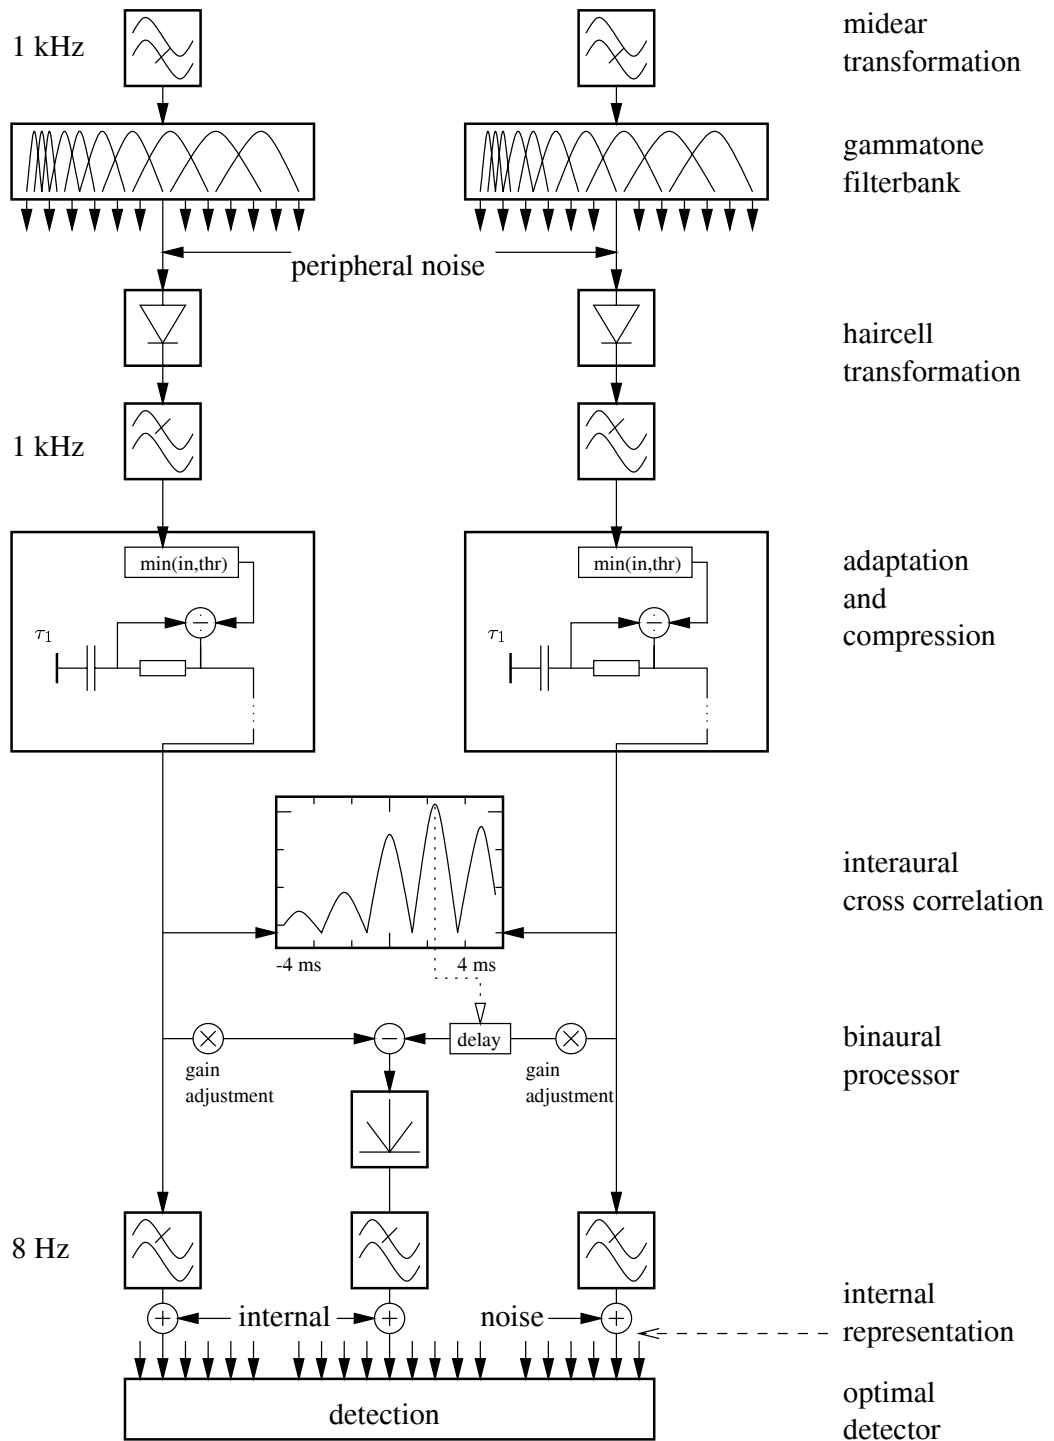 1 kHz
midear
transformation
gammatone
filterbank
peripheral noise
haircell
transformation
1 kHz
min(in,thr)
min(in,thr)
τ1
τ1
adaptation
and
compression
interaural
cross correlation
-4 ms
4 ms
delay
gain
adjustment
gain
adjustment
binaural
processor
8 Hz
internal
noise
internal
representation
detection
optimal
detector